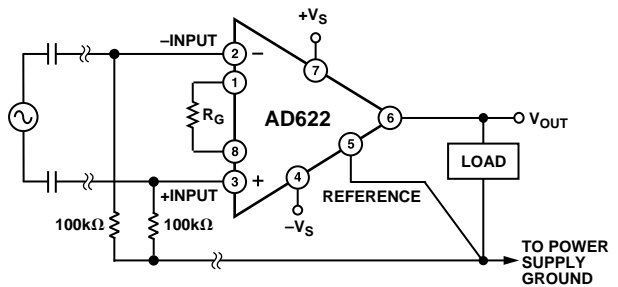 +VS
–INPUT
2
–
7
1
RG
AD622
6
VOUT
5
8
LOAD
4
3
+
+INPUT
REFERENCE
100kΩ
100kΩ
–VS
TO POWER
SUPPLY
GROUND